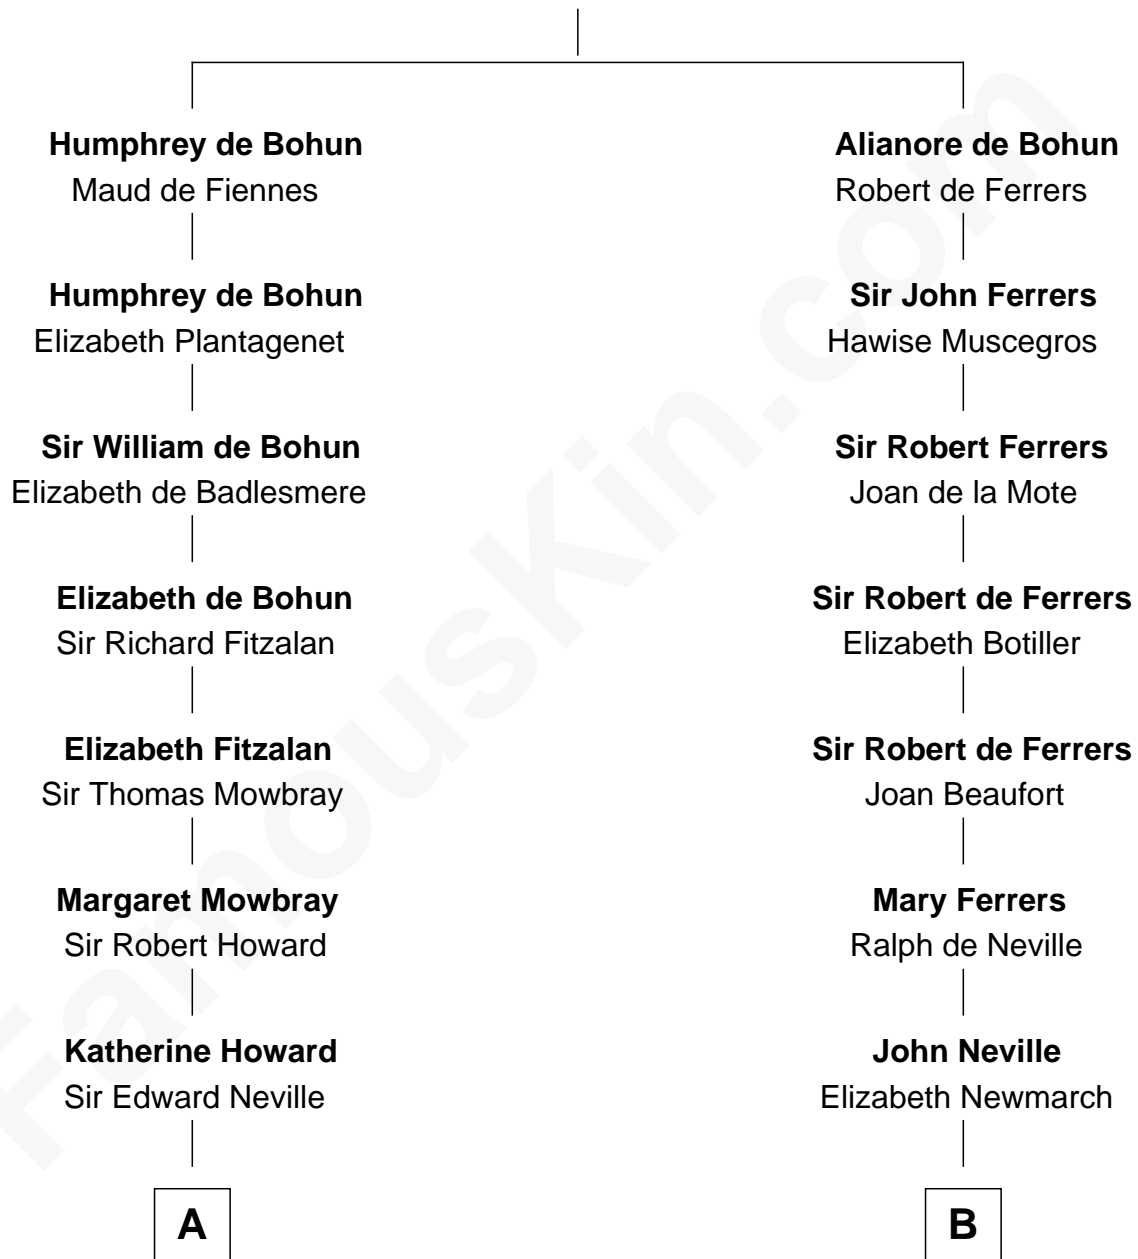 Humphrey de Bohun
Maud de Fiennes
Humphrey de Bohun
Elizabeth Plantagenet
Sir William de Bohun
Elizabeth de Badlesmere
Elizabeth de Bohun
Sir Richard Fitzalan
Elizabeth Fitzalan
Sir Thomas Mowbray
Margaret Mowbray
Sir Robert Howard
Katherine Howard
Sir Edward Neville
A
Alianore de Bohun
Robert de Ferrers
Sir John Ferrers
Hawise Muscegros
Sir Robert Ferrers
Joan de la Mote
Sir Robert de Ferrers
Elizabeth Botiller
Sir Robert de Ferrers
Joan Beaufort
Mary Ferrers
Ralph de Neville
John Neville
Elizabeth Newmarch
B
FamousKin.com